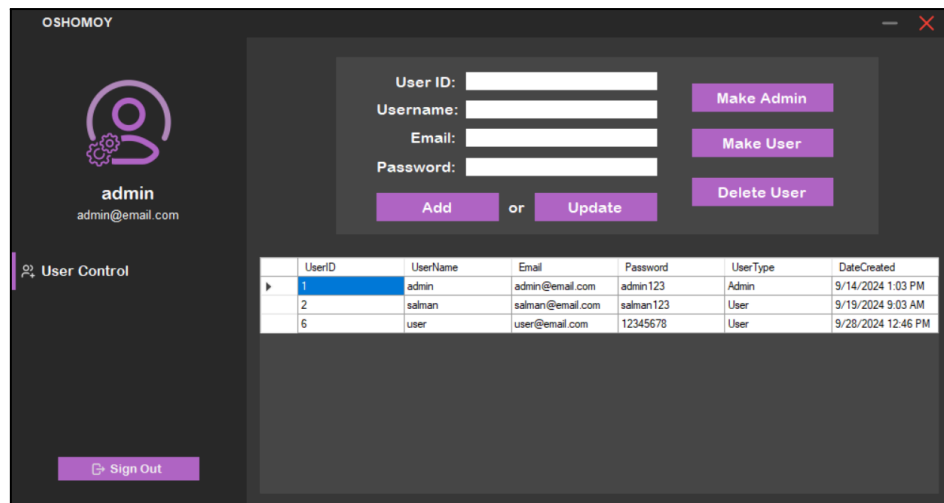 OSHOMOY
admin
admin@email.com
User Control
Sign Out
User ID:
Username:
Email:
Password:
Add or Update
Make Admin
Make User
Delete User
UserID UserName Email Password UserType DateCreated
1 admin admin@email.com admin123 Admin 9/14/2024 1:03 PM
2 salman salman@email.com salman123 User 9/19/2024 9:03 AM
6 user user@email.com 12345678 User 9/28/2024 12:46 PM